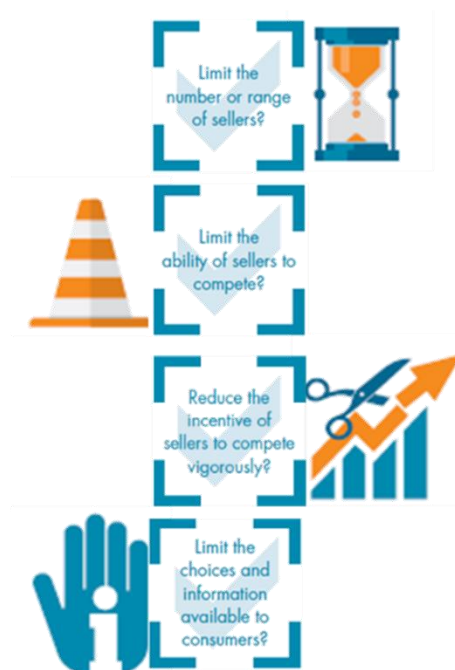 Limit the
number or range
of sellers?
Limit the
ability of sellers to
compete?
Reduce the
incentive of
sellers to compete
vigorously?
Limit the
choices and
information
available to
consumers?